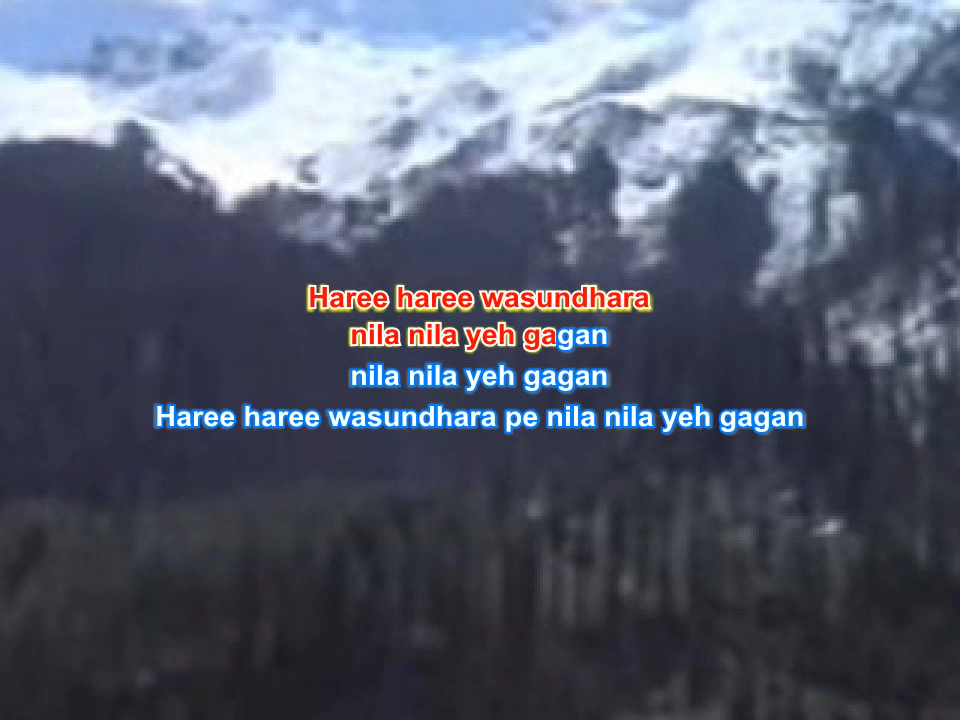 Haree haree wasundhara
nila nila yeh gagan
nila nila yeh gagan
Haree haree wasundhara pe nila nila yeh gagan